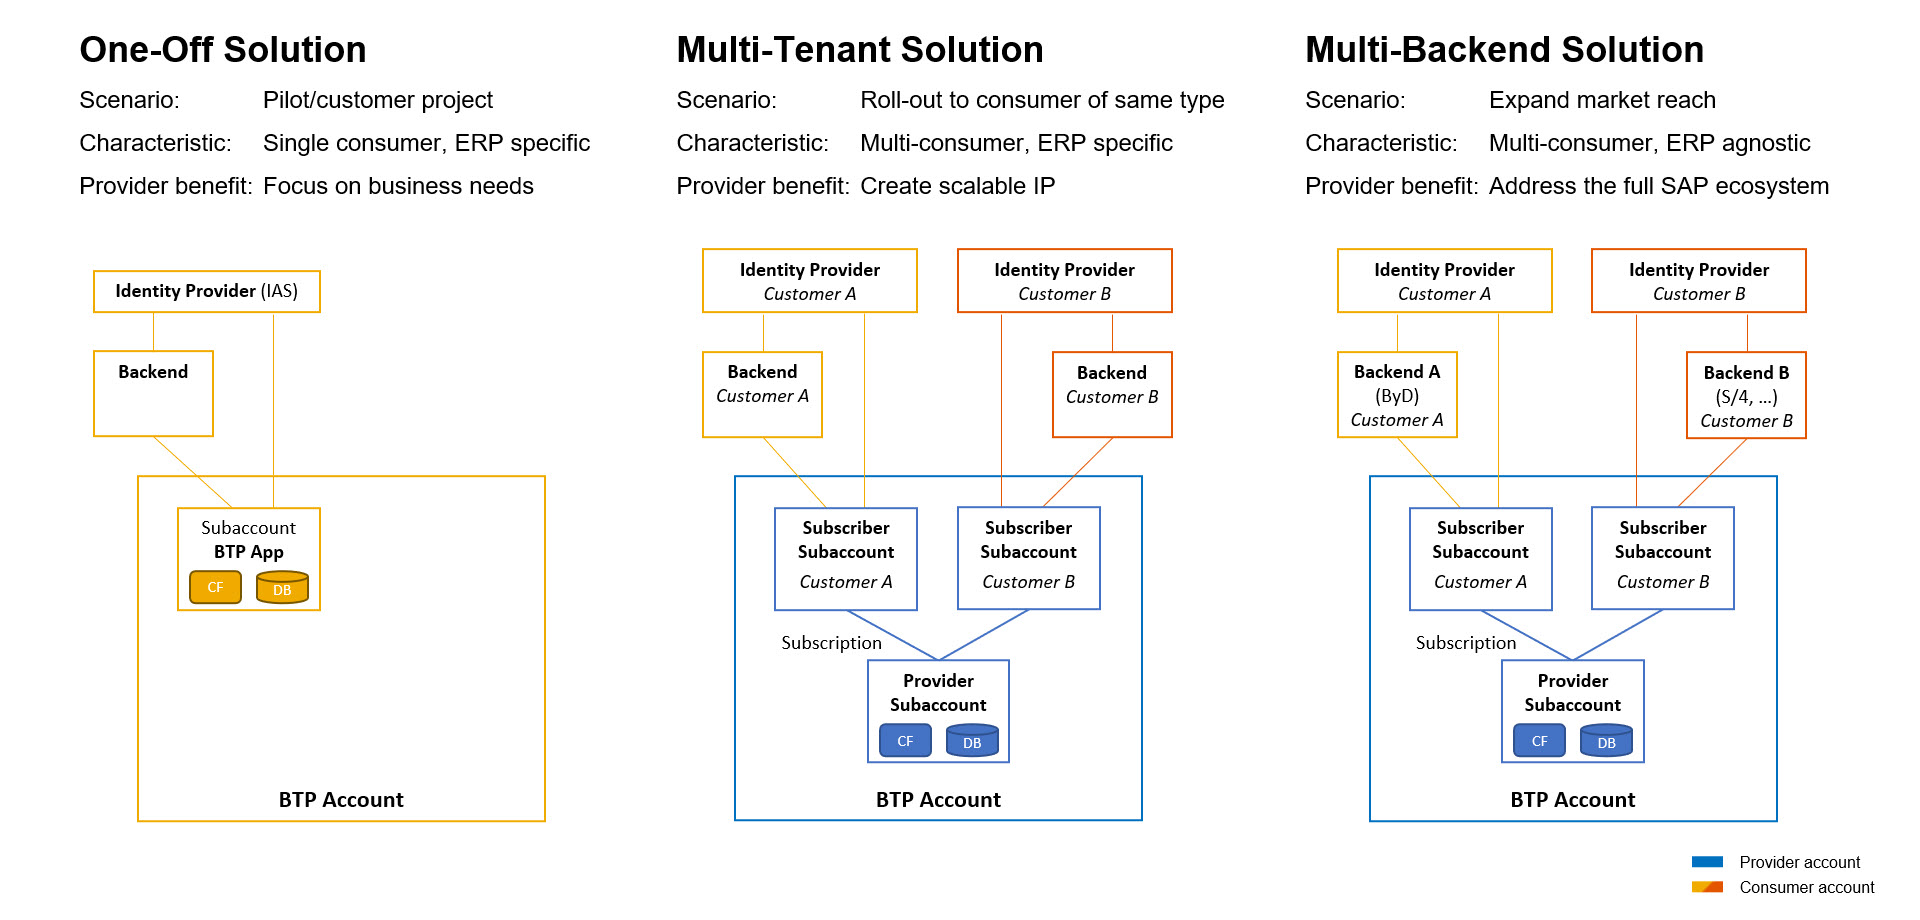 One-Off Solution
Scenario: Pilot/customer project
Characteristic: Single consumer, ERP specific
Provider benefit: Focus on business needs
Identity Provider (IAS)
Backend
Subaccount
BTP App
CF DB
BTP Account
Multi-Tenant Solution
Scenario: Roll-out to consumer of same type
Characteristic: Multi-consumer, ERP specific
Provider benefit: Create scalable IP
Identity Provider
Customer A
Identity Provider
Customer B
Backend
Customer A
Backend
Customer B
Subscriber
Subaccount
Customer A
Subscriber
Subaccount
Customer B
Subscription
Provider
Subaccount
CF DB
BTP Account
Multi-Backend Solution
Scenario: Expand market reach
Characteristic: Multi-consumer, ERP agnostic
Provider benefit: Address the full SAP ecosystem
Identity Provider
Customer A
Identity Provider
Customer B
Backend A
(ByD)
Customer A
Backend B
(S/4, ...)
Customer B
Subscriber
Subaccount
Customer A
Subscriber
Subaccount
Customer B
Subscription
Provider
Subaccount
CF DB
BTP Account
Provider account
Consumer account